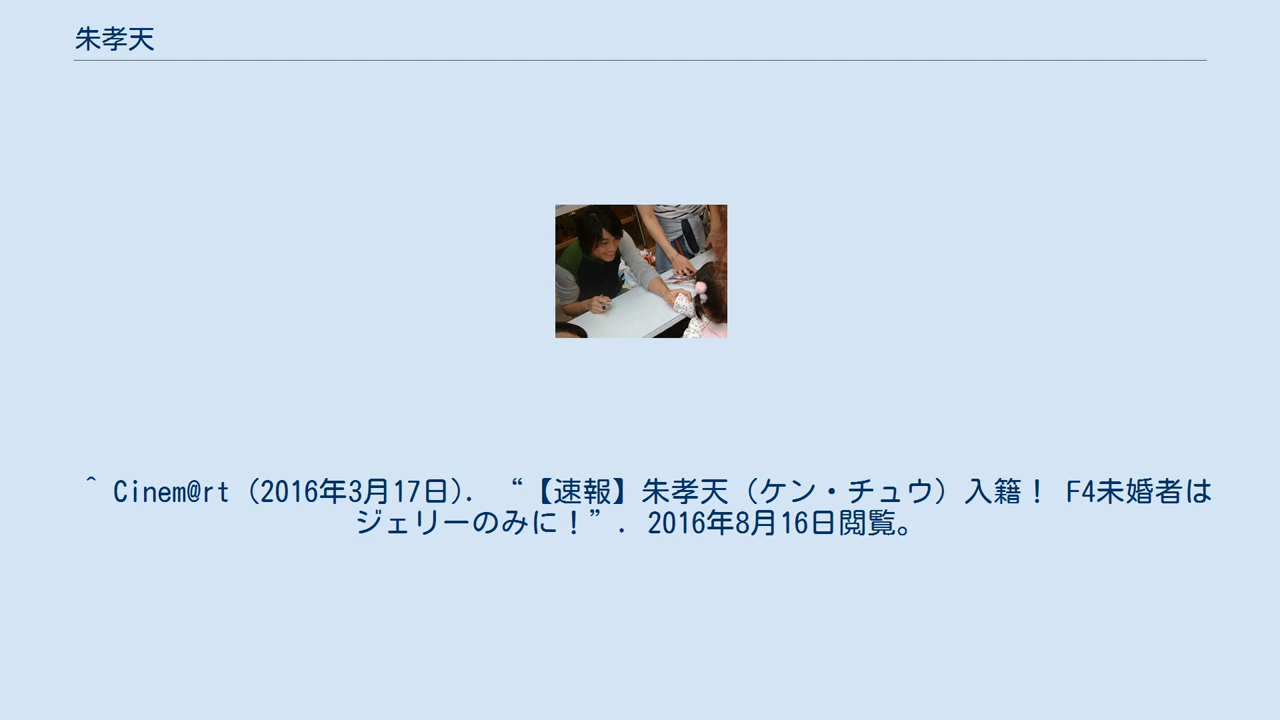 朱孝天
^ Cinem@rt (2016年3月17日). “【速報】朱孝天（ケン・チュウ）入籍！ F4未婚者は
ジェリーのみに！”. 2016年8月16日閲覧。